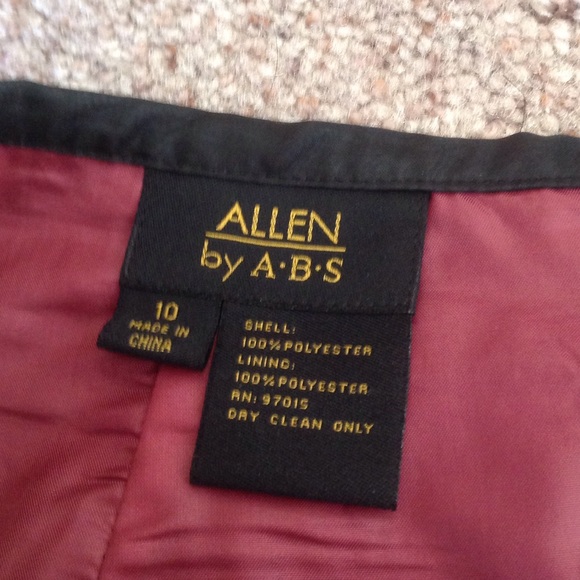 ALLEN
by A·B·S
10
MADE IN
CHINA
SHELL:
100% POLYESTER
LINING:
100% POLYESTER
RN: 97015
DRY CLEAN ONLY